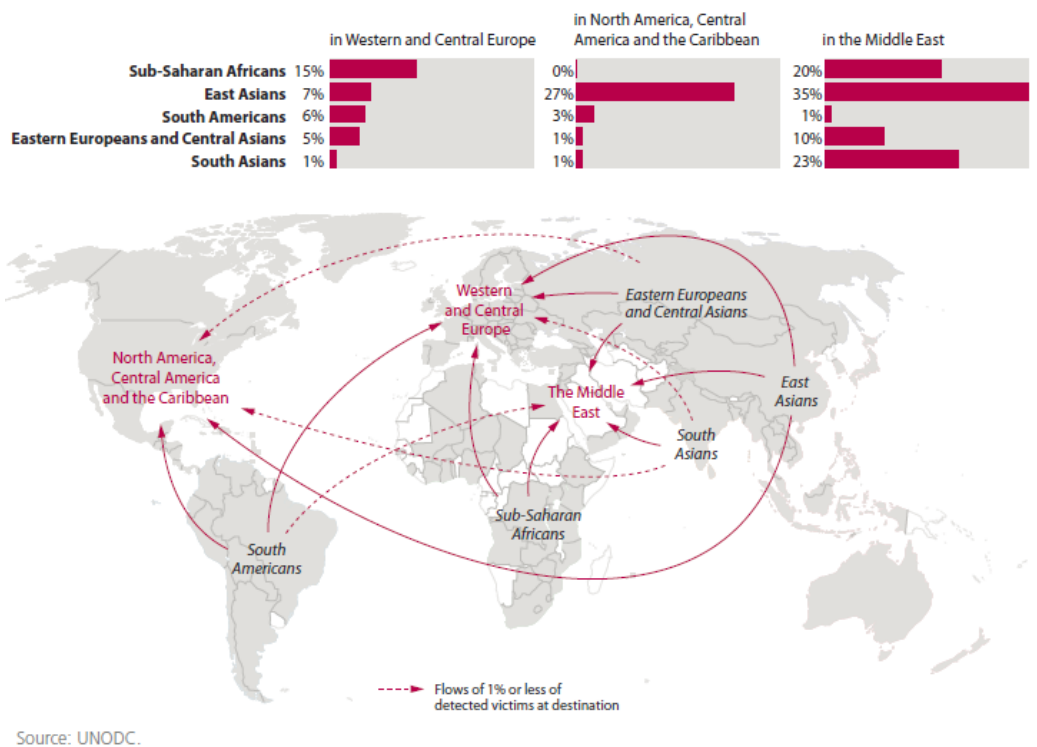 in Western and Central Europe
in North America, Central
America and the Caribbean
in the Middle East
Sub-Saharan Africans 15% 0% 20%
East Asians 7% 27% 35%
South Americans 6% 3% 1%
Eastern Europeans and Central Asians 5% 1% 10%
South Asians 1% 1% 23%
Western
and Central
Europe
Eastern Europeans
and Central Asians
North America,
Central America
and the Caribbean
The Middle
East
East
Asians
South
Asians
Sub-Saharan
Africans
South
Americans
Flows of 1% or less of
detected victims at destination
Source: UNODC.